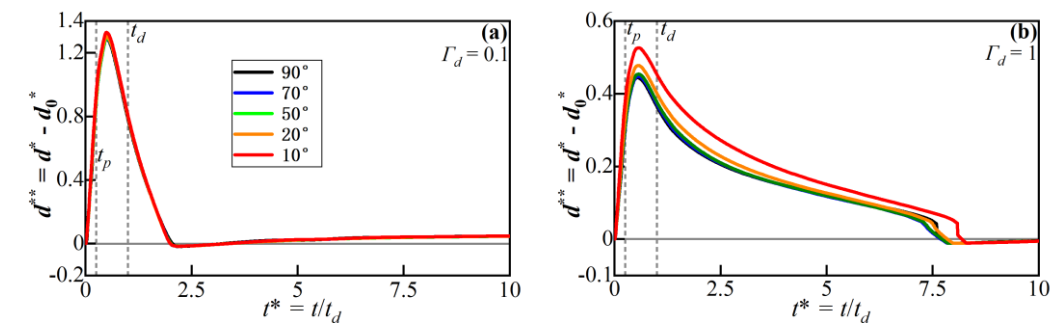 1.4
1.2
0.8
0.4
0
-0.2
d** = d* - d₀*
0
2.5
5
7.5
10
t* = t/t_d
t_p
t_d
(a)
Γ_d = 0.1
90°
70°
50°
20°
10°
0.6
0.4
0.2
0
-0.1
d** = d* - d₀*
0
2.5
5
7.5
10
t* = t/t_d
t_p
t_d
(b)
Γ_d = 1